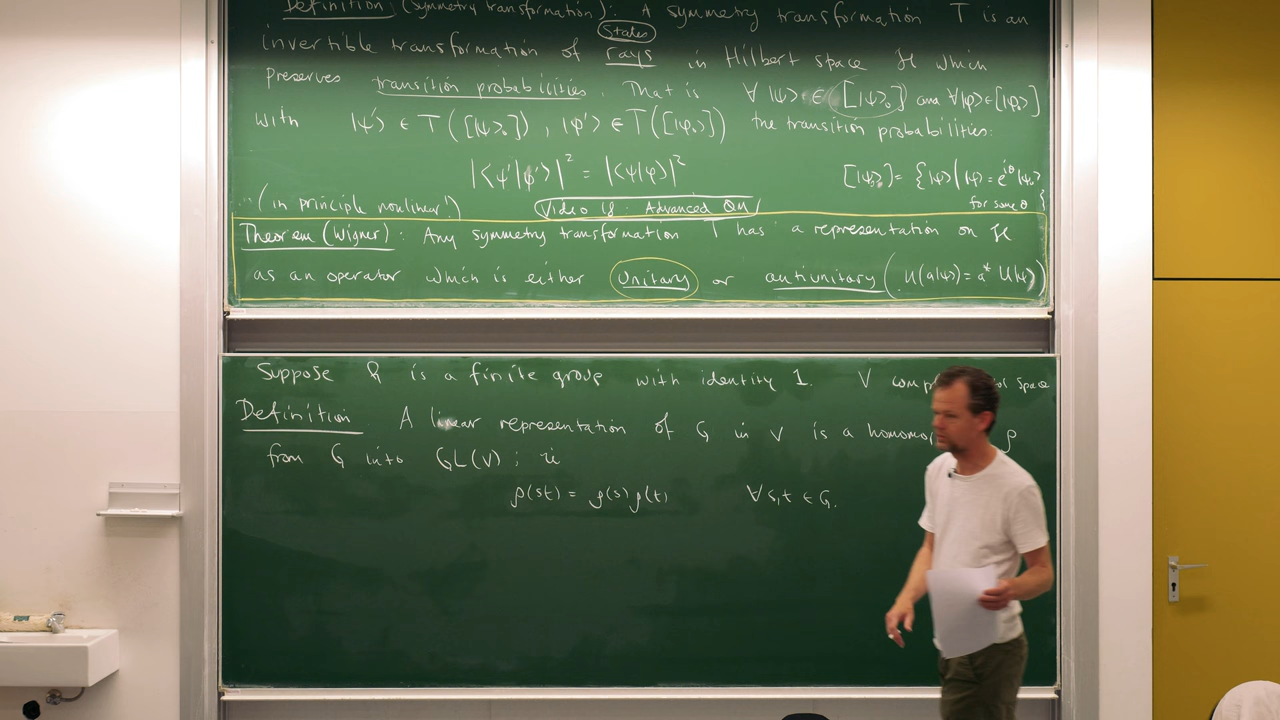 Definition (Symmetry transformation): A symmetry transformation T is an
States
invertible transformation of rays in Hilbert space H which
preserves transition probabilities. That is ∀ |ψ> ∈ [|ψ>₀] and ∀|φ>∈[|φ₀>]
with |ψ'> ∈ T([|ψ>₀]), |φ'> ∈ T([|φ₀>]) the transition probabilities:
|<ψ'|φ'>|² = |<ψ|φ>|² [|ψ₀>] = {|ψ>| |ψ> = e^{iθ}|ψ₀>
for some θ }
(in principle nonlinear!) Video 18: Advanced QM
Theorem (Wigner): Any symmetry transformation T has a representation on H
as an operator which is either Unitary or antiunitary (U(a|ψ>) = a* U|ψ>)
Suppose G is a finite group with identity 1. V space
Definition A linear representation of G in V is a ρ
from G into GL(V); ie
ρ(st) = ρ(s)ρ(t) ∀ s,t ∈ G.